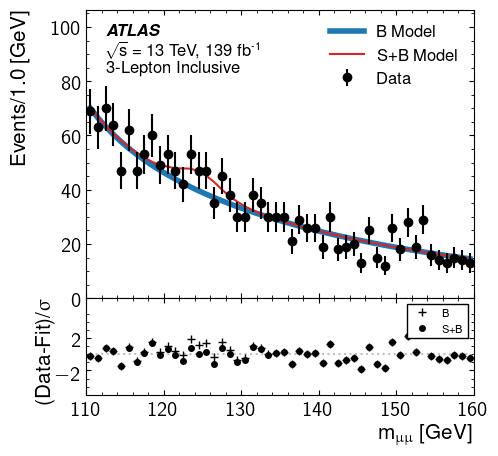 Events/1.0 [GeV]
100
80
60
40
20
0
ATLAS
√s = 13 TeV, 139 fb⁻¹
3-Lepton Inclusive
B Model
S+B Model
Data
(Data-Fit)/σ
2
−2
B
S+B
110 120 130 140 150 160
mμμ [GeV]